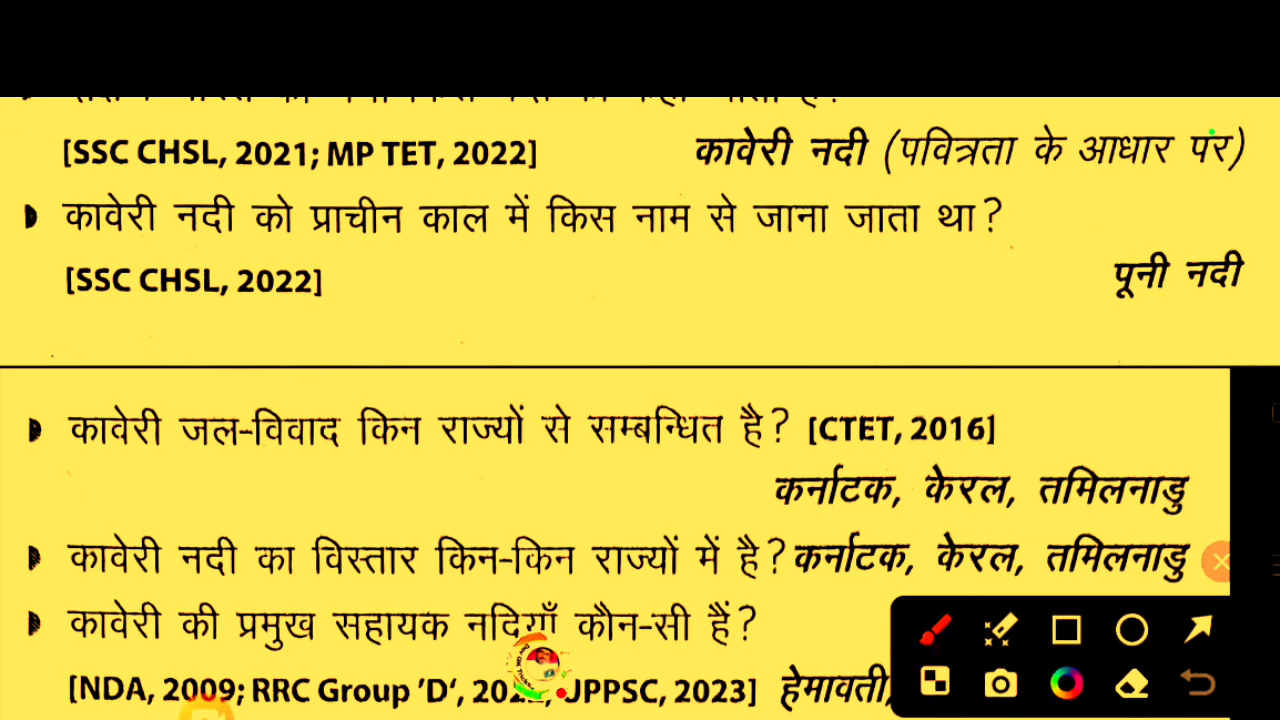 [SSC CHSL, 2021; MP TET, 2022] कावेरी नदी (पवित्रता के आधार पर)
कावेरी नदी को प्राचीन काल में किस नाम से जाना जाता था?
[SSC CHSL, 2022] पूनी नदी
कावेरी जल-विवाद किन राज्यों से सम्बन्धित है? [CTET, 2016]
कर्नाटक, केरल, तमिलनाडु
कावेरी नदी का विस्तार किन-किन राज्यों में है? कर्नाटक, केरल, तमिलनाडु
कावेरी की प्रमुख सहायक नदियाँ कौन-सी हैं?
[NDA, 2009; RRC Group 'D', UPPSC, 2023] हेमावती,